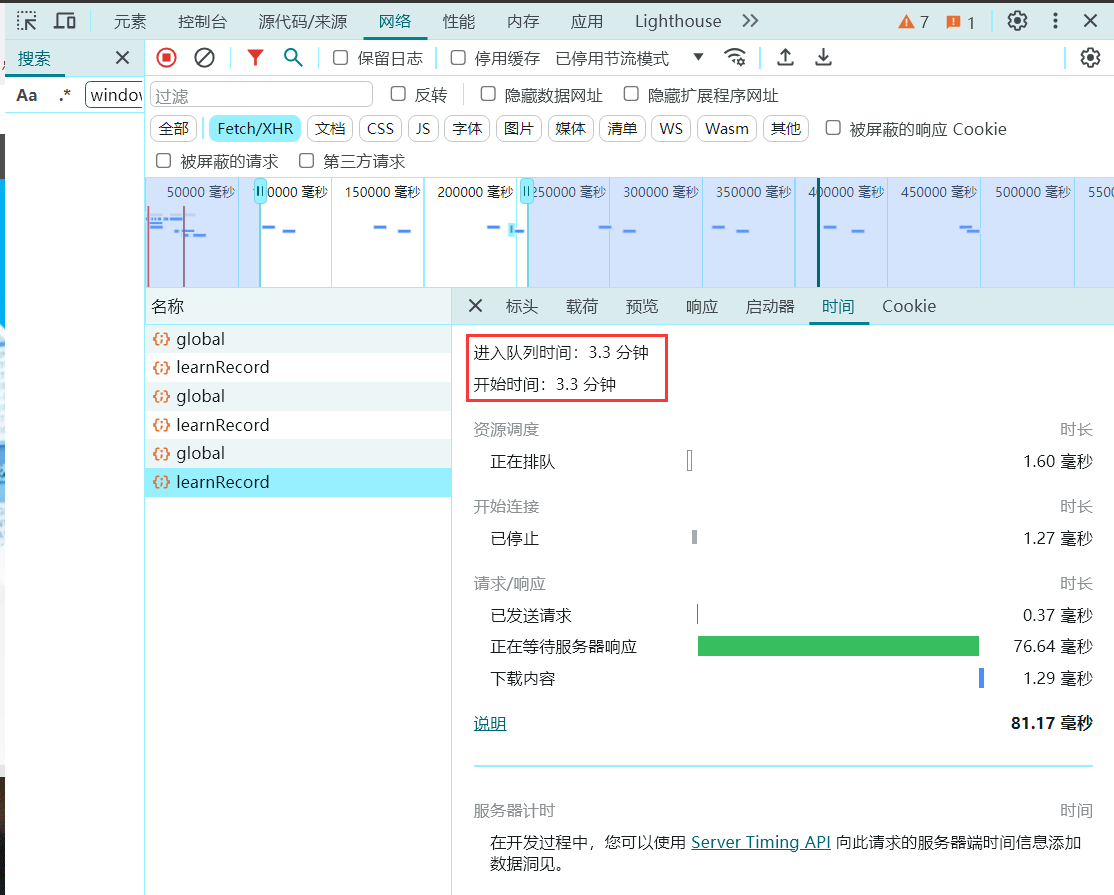 元素 控制台 源代码/来源 网络 性能 内存 应用 Lighthouse 7 1
搜索 保留日志 停用缓存 已停用节流模式
Aa .* 过滤 反转 隐藏数据网址 隐藏扩展程序网址
全部 Fetch/XHR 文档 CSS JS 字体 图片 媒体 清单 WS Wasm 其他 被屏蔽的响应 Cookie
被屏蔽的请求 第三方请求
50000 毫秒 150000 毫秒 200000 毫秒 250000 毫秒 300000 毫秒 350000 毫秒 400000 毫秒 450000 毫秒 500000 毫秒
名称 标头 载荷 预览 响应 启动器 时间 Cookie
global
learnRecord
global
learnRecord
global
learnRecord
进入队列时间：3.3 分钟
开始时间：3.3 分钟
资源调度 时长
正在排队 1.60 毫秒
开始连接 时长
已停止 1.27 毫秒
请求/响应 时长
已发送请求 0.37 毫秒
正在等待服务器响应 76.64 毫秒
下载内容 1.29 毫秒
说明 81.17 毫秒
服务器计时 时间
在开发过程中，您可以使用 Server Timing API 向此请求的服务器端时间信息添加
数据洞见。